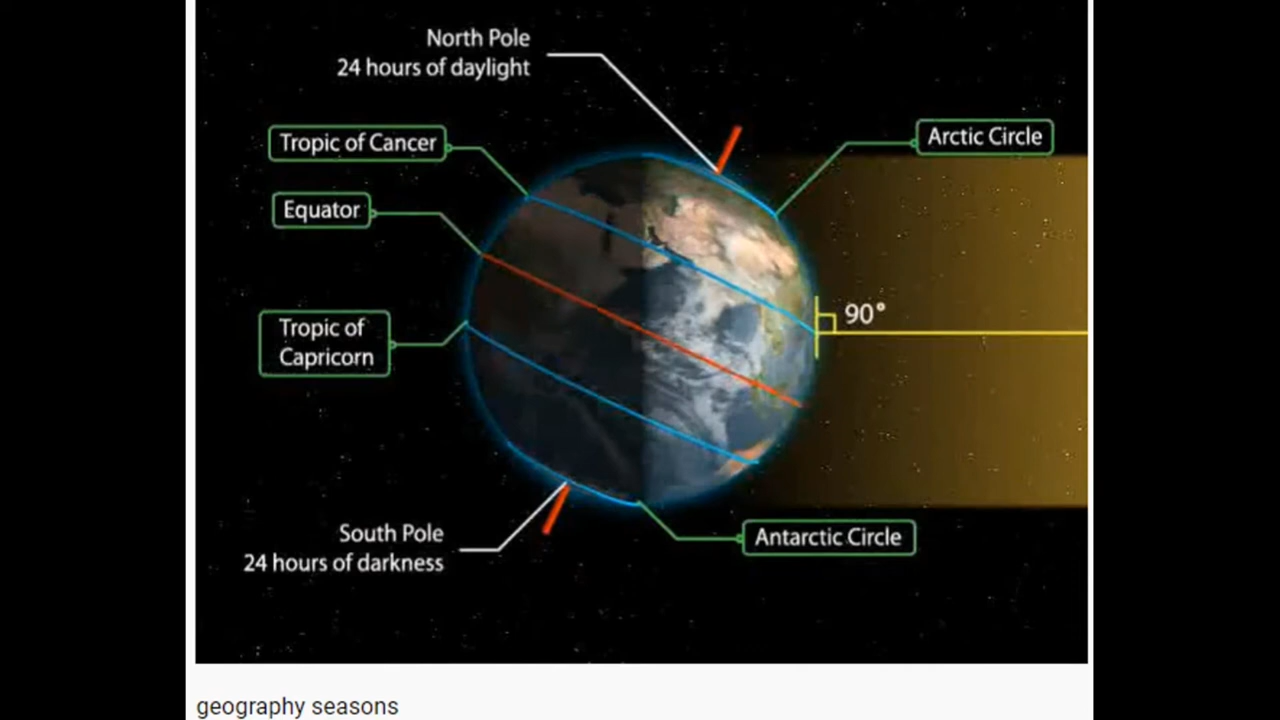 North Pole
24 hours of daylight
Tropic of Cancer
Arctic Circle
Equator
90°
Tropic of
Capricorn
South Pole
24 hours of darkness
Antarctic Circle
geography seasons